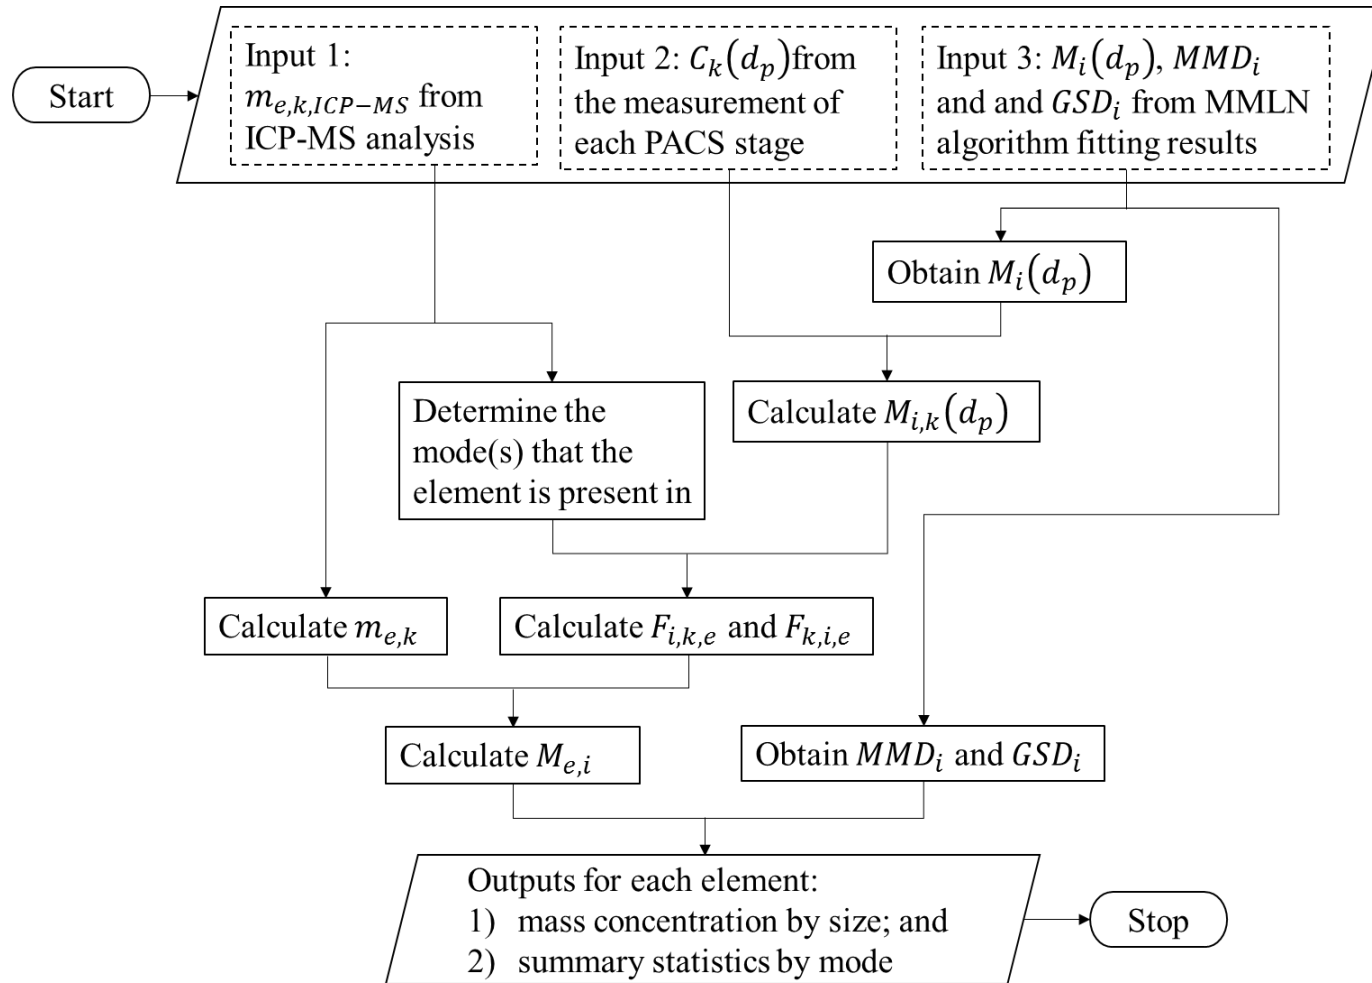 Start
Input 1:
m_{e,k,ICP−MS} from
ICP-MS analysis
Input 2: C_k(d_p)from
the measurement of
each PACS stage
Input 3: M_i(d_p), MMD_i
and and GSD_i from MMLN
algorithm fitting results
Obtain M_i(d_p)
Determine the
mode(s) that the
element is present in
Calculate M_{i,k}(d_p)
Calculate m_{e,k}
Calculate F_{i,k,e} and F_{k,i,e}
Calculate M_{e,i}
Obtain MMD_i and GSD_i
Outputs for each element:
1) mass concentration by size; and
2) summary statistics by mode
Stop